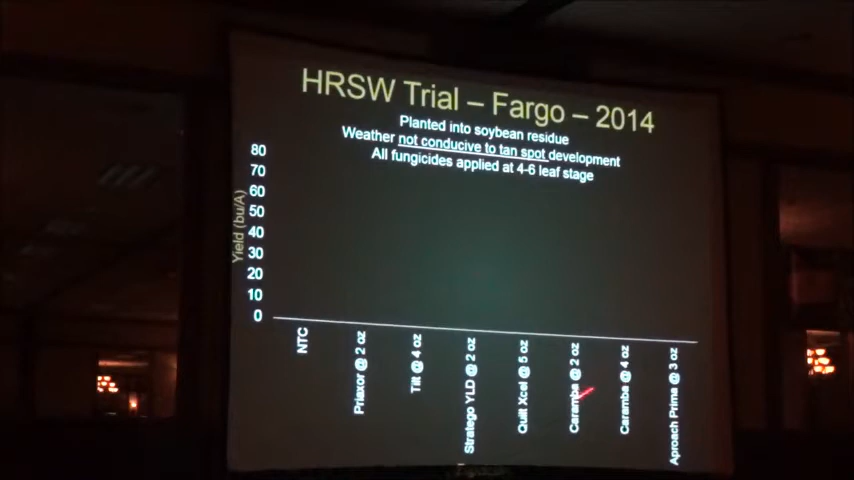 HRSW Trial – Fargo – 2014
Planted into soybean residue
Weather not conducive to tan spot development
All fungicides applied at 4-6 leaf stage
Yield (bu/A)
80
70
60
50
40
30
20
10
0
NTC
Priaxor @ 2 oz
Tilt @ 4 oz
Stratego YLD @ 2 oz
Quilt Xcel @ 5 oz
Caramba @ 2 oz
Caramba @ 4 oz
Aproach Prima @ 3 oz